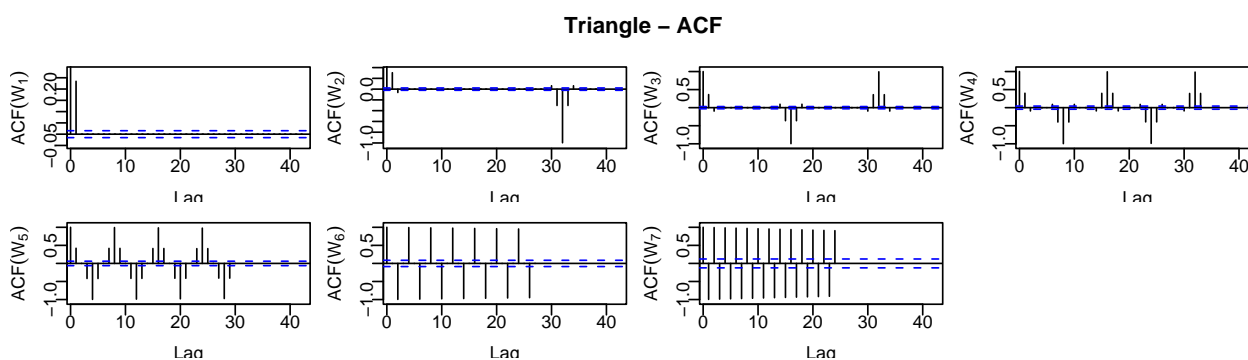 Triangle − ACF
ACF(W₁)
−0.05 0.20
0 10 20 30 40
Lag
ACF(W₂)
−1.0 0.0
0 10 20 30 40
Lag
ACF(W₃)
−1.0 0.5
0 10 20 30 40
Lag
ACF(W₄)
−1.0 0.5
0 10 20 30 40
Lag
ACF(W₅)
−1.0 0.5
0 10 20 30 40
Lag
ACF(W₆)
−1.0 0.5
0 10 20 30 40
Lag
ACF(W₇)
−1.0 0.5
0 10 20 30 40
Lag